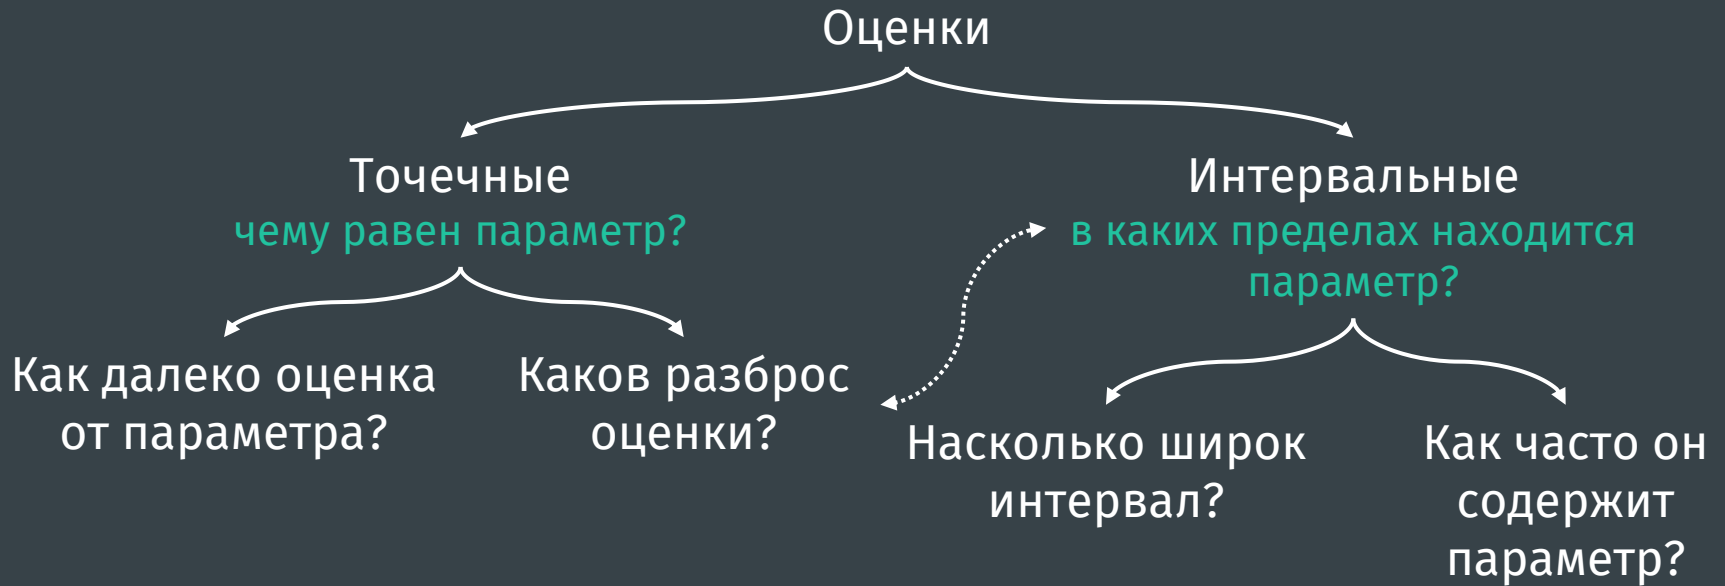 Оценки
Точечные
чему равен параметр?
Интервальные
в каких пределах находится
параметр?
Как далеко оценка
от параметра?
Каков разброс
оценки?
Насколько широк
интервал?
Как часто он
содержит
параметр?